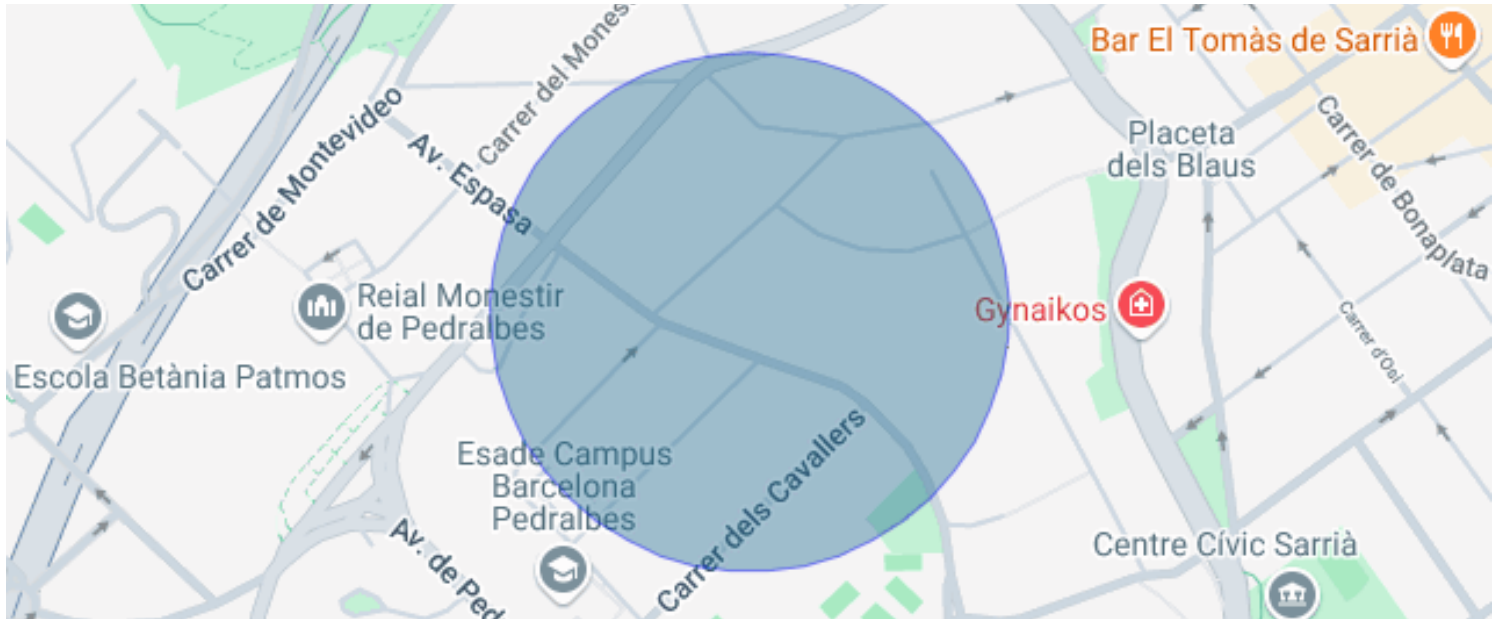 Bar El Tomàs de Sarrià
Carrer del Mones
Carrer de Montevideo
Av. Espasa
Placeta
dels Blaus
Carrer de Bonaplata
Reial Monestir
de Pedralbes
Gynaikos
Carrer d'Osi
Escola Betània Patmos
Esade Campus
Barcelona
Pedralbes
Carrer dels Cavallers
Av. de Ped
Centre Cívic Sarrià